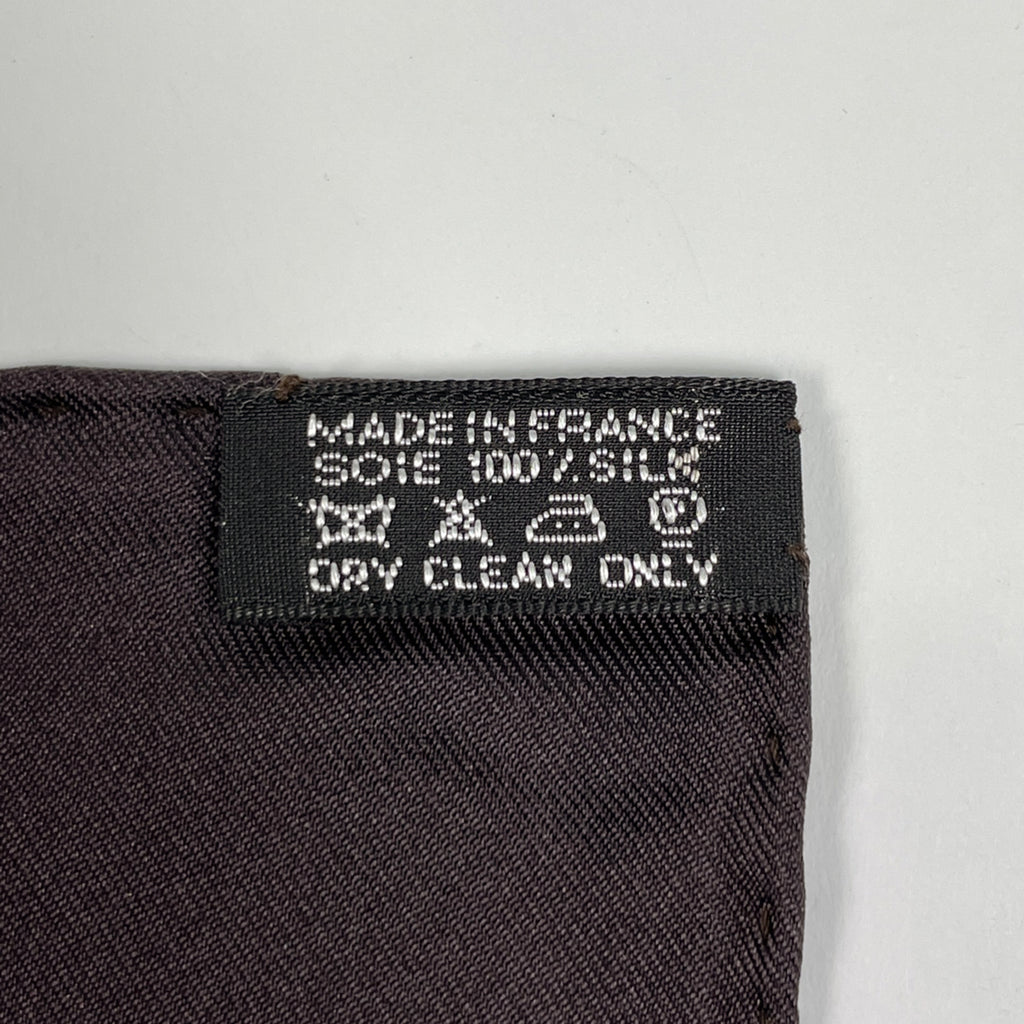 MADE IN FRANCE
SOIE 100% SILK
P
DRY CLEAN ONLY